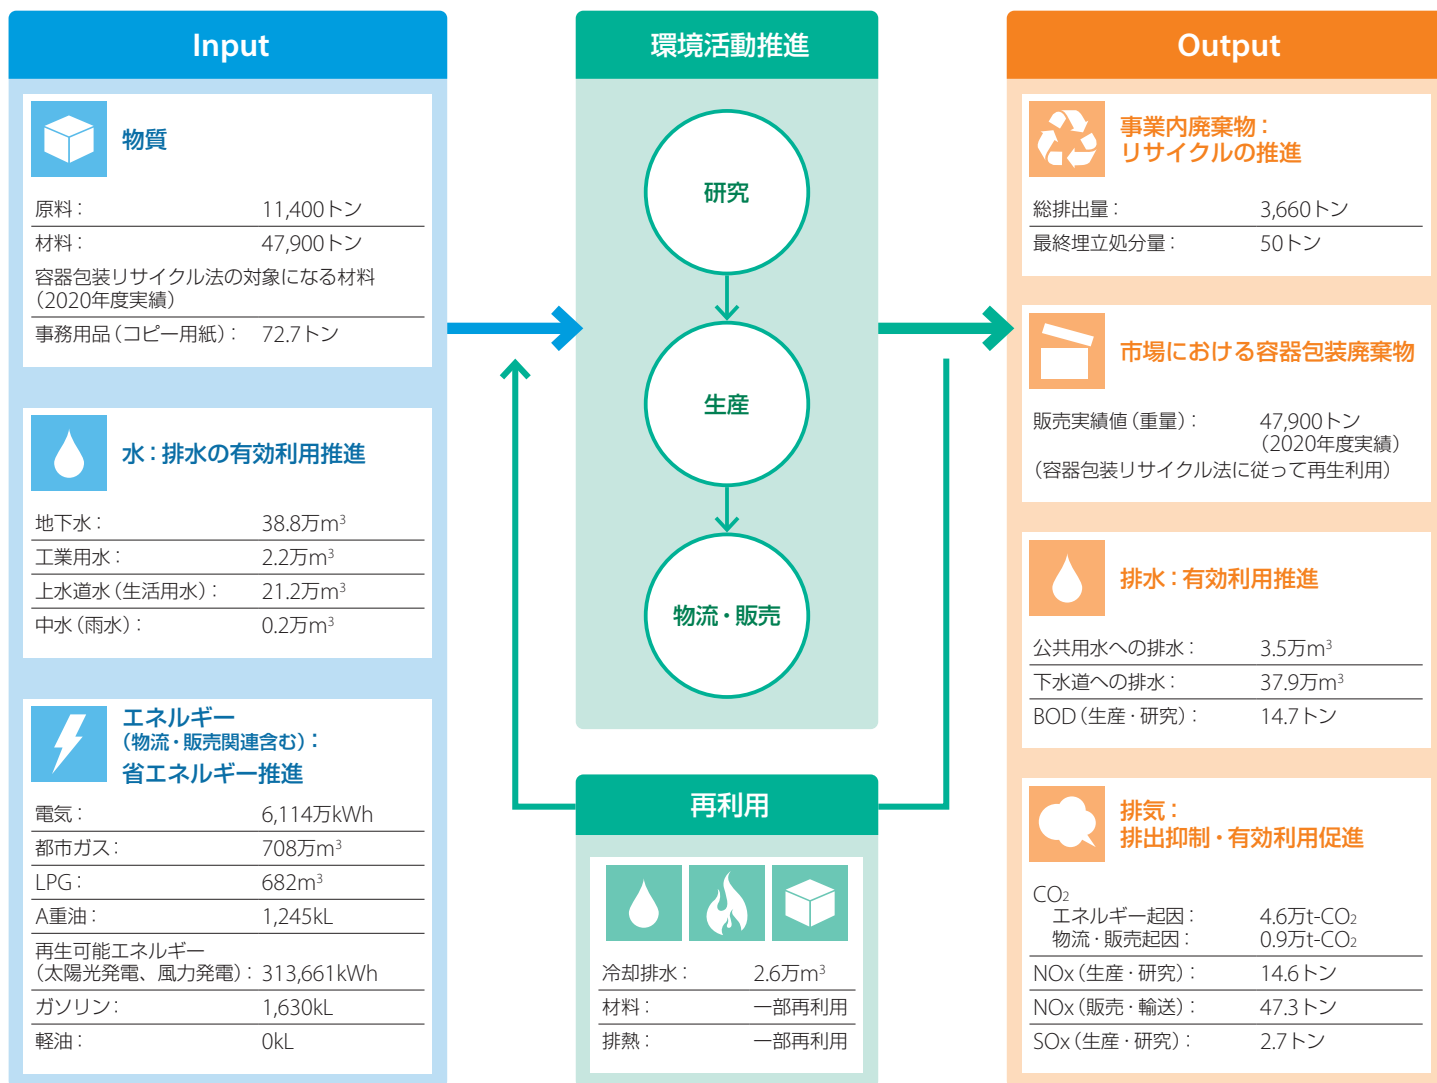 Input
物質
原料： 11,400トン
材料： 47,900トン
容器包装リサイクル法の対象になる材料
（2020年度実績）
事務用品（コピー用紙）： 72.7トン
水：排水の有効利用推進
地下水： 38.8万m³
工業用水： 2.2万m³
上水道水（生活用水）： 21.2万m³
中水（雨水）： 0.2万m³
エネルギー
（物流・販売関連含む）：
省エネルギー推進
電気： 6,114万kWh
都市ガス： 708万m³
LPG： 682m³
A重油： 1,245kL
再生可能エネルギー
（太陽光発電、風力発電）： 313,661kWh
ガソリン： 1,630kL
軽油： 0kL
環境活動推進
研究
生産
物流・販売
再利用
冷却排水： 2.6万m³
材料： 一部再利用
排熱： 一部再利用
Output
事業内廃棄物：
リサイクルの推進
総排出量： 3,660トン
最終埋立処分量： 50トン
市場における容器包装廃棄物
販売実績値（重量）： 47,900トン
（2020年度実績）
（容器包装リサイクル法に従って再生利用）
排水：有効利用推進
公共用水への排水： 3.5万m³
下水道への排水： 37.9万m³
BOD（生産・研究）： 14.7トン
排気：
排出抑制・有効利用促進
CO₂
エネルギー起因： 4.6万t-CO₂
物流・販売起因： 0.9万t-CO₂
NOx（生産・研究）： 14.6トン
NOx（販売・輸送）： 47.3トン
SOx（生産・研究）： 2.7トン